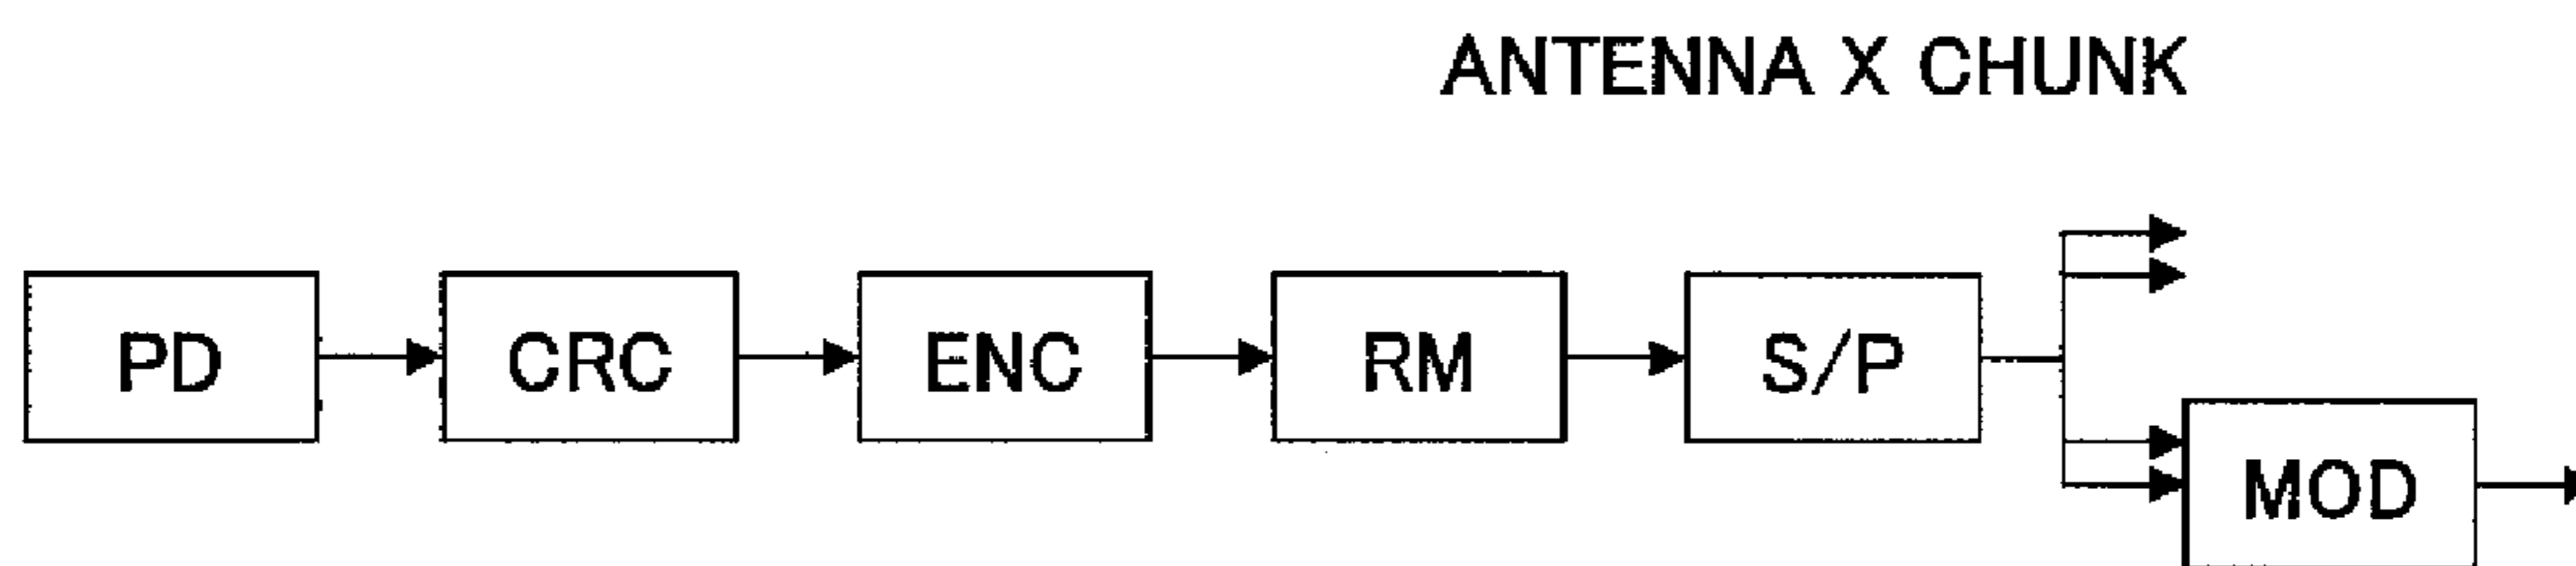 ANTENNA X CHUNK
PD
CRC
ENC
RM
S/P
MOD